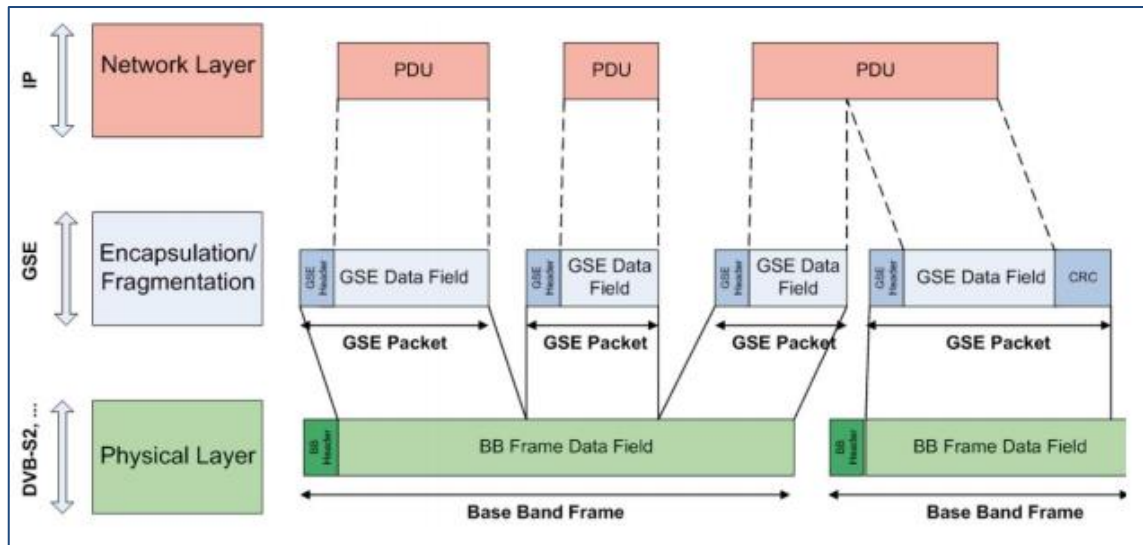 IP
Network Layer
PDU
PDU
PDU
GSE
Encapsulation/
Fragmentation
GSE
Header
GSE Data Field
GSE
Header
GSE Data
Field
GSE
Header
GSE Data
Field
GSE
Header
GSE Data Field
CRC
GSE Packet
GSE Packet
GSE Packet
GSE Packet
DVB-S2, ...
Physical Layer
BB
Header
BB Frame Data Field
BB
Header
BB Frame Data Field
Base Band Frame
Base Band Frame